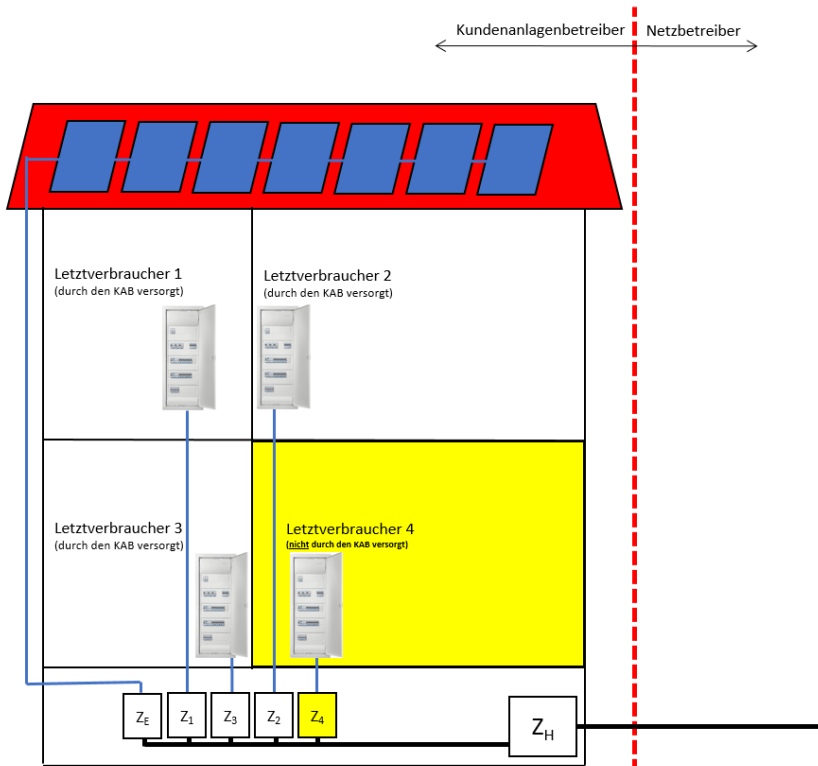 Kundenanlagenbetreiber
Netzbetreiber
Letztverbraucher 1
(durch den KAB versorgt)
Letztverbraucher 2
(durch den KAB versorgt)
Letztverbraucher 3
(durch den KAB versorgt)
Letztverbraucher 4
(nicht durch den KAB versorgt)
ZE
Z1
Z3
Z2
Z4
ZH